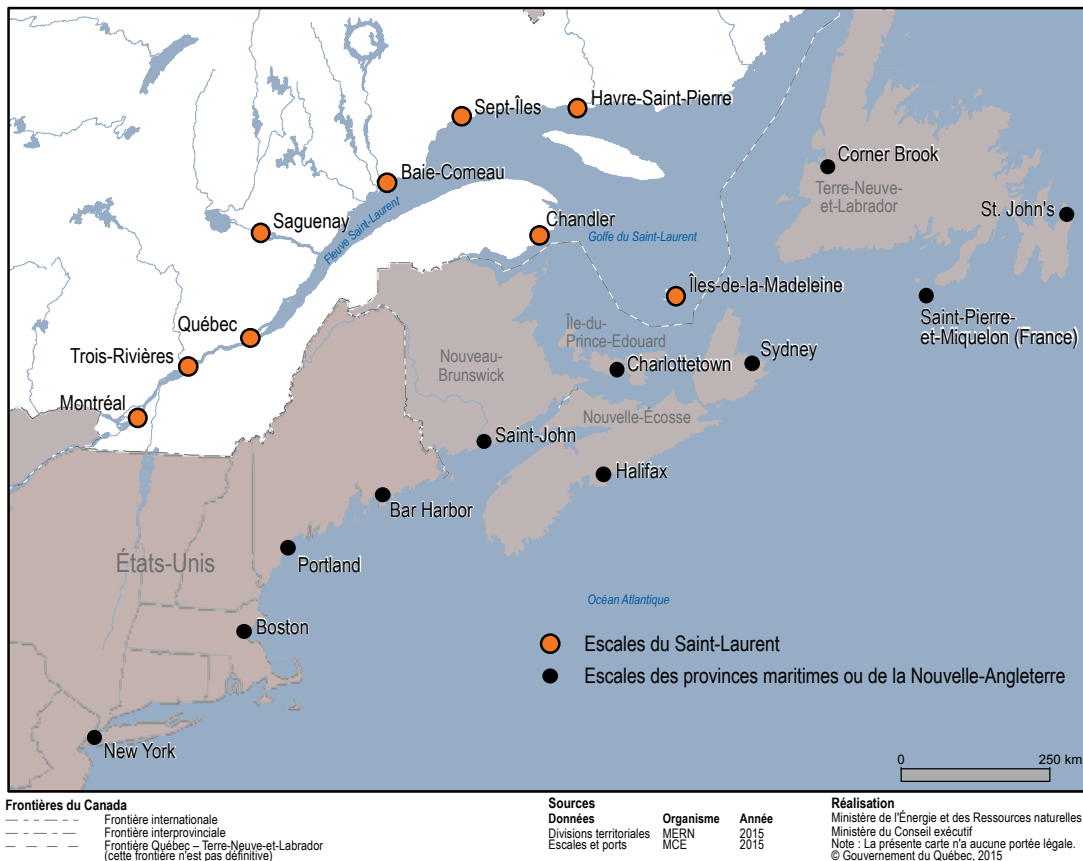 Havre-Saint-Pierre
Sept-Îles
Corner Brook
Baie-Comeau
Terre-Neuve-
et-Labrador
Fleuve Saint-Laurent
St. John's
Saguenay
Chandler
Golfe du Saint-Laurent
Îles-de-la-Madeleine
Québec
Saint-Pierre-
et-Miquelon (France)
Île-du-
Prince-Edouard
Trois-Rivières
Nouveau-
Brunswick
Sydney
Charlottetown
Montréal
Nouvelle-Écosse
Saint-John
Halifax
Bar Harbor
États-Unis
Portland
Océan Atlantique
Boston
Escales du Saint-Laurent
Escales des provinces maritimes ou de la Nouvelle-Angleterre
New York
0 250 km
Frontières du Canada
Frontière internationale
Frontière interprovinciale
Frontière Québec – Terre-Neuve-et-Labrador
(cette frontière n'est pas définitive)
Sources
Données Organisme Année
Divisions territoriales MERN 2015
Escales et ports MCE 2015
Réalisation
Ministère de l'Énergie et des Ressources naturelles
Ministère du Conseil exécutif
Note : La présente carte n'a aucune portée légale.
© Gouvernement du Québec, 2015